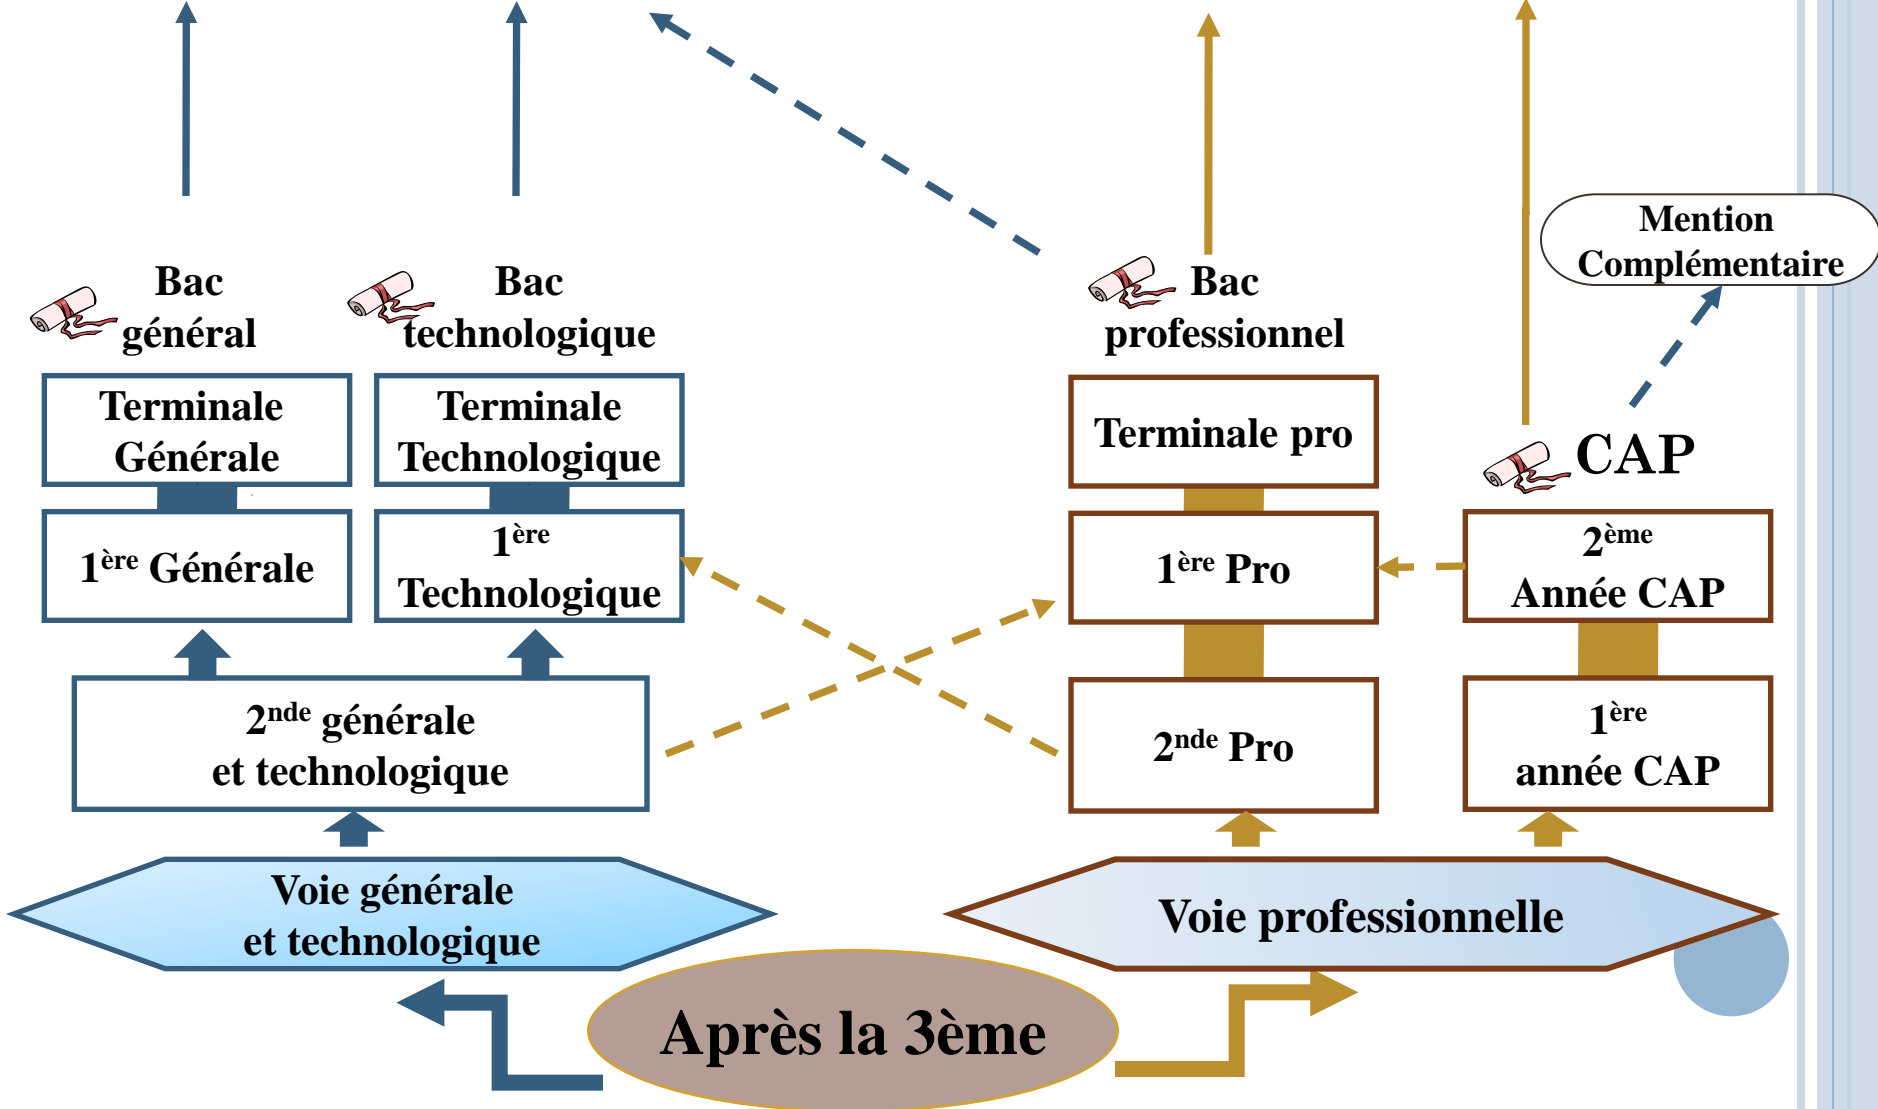 Mention
Complémentaire
Bac
général
Bac
technologique
Bac
professionnel
Terminale
Générale
Terminale
Technologique
Terminale pro
CAP
1ère Générale
1ère
Technologique
1ère Pro
2ème
Année CAP
2nde générale
et technologique
2nde Pro
1ère
année CAP
Voie générale
et technologique
Voie professionnelle
Après la 3ème